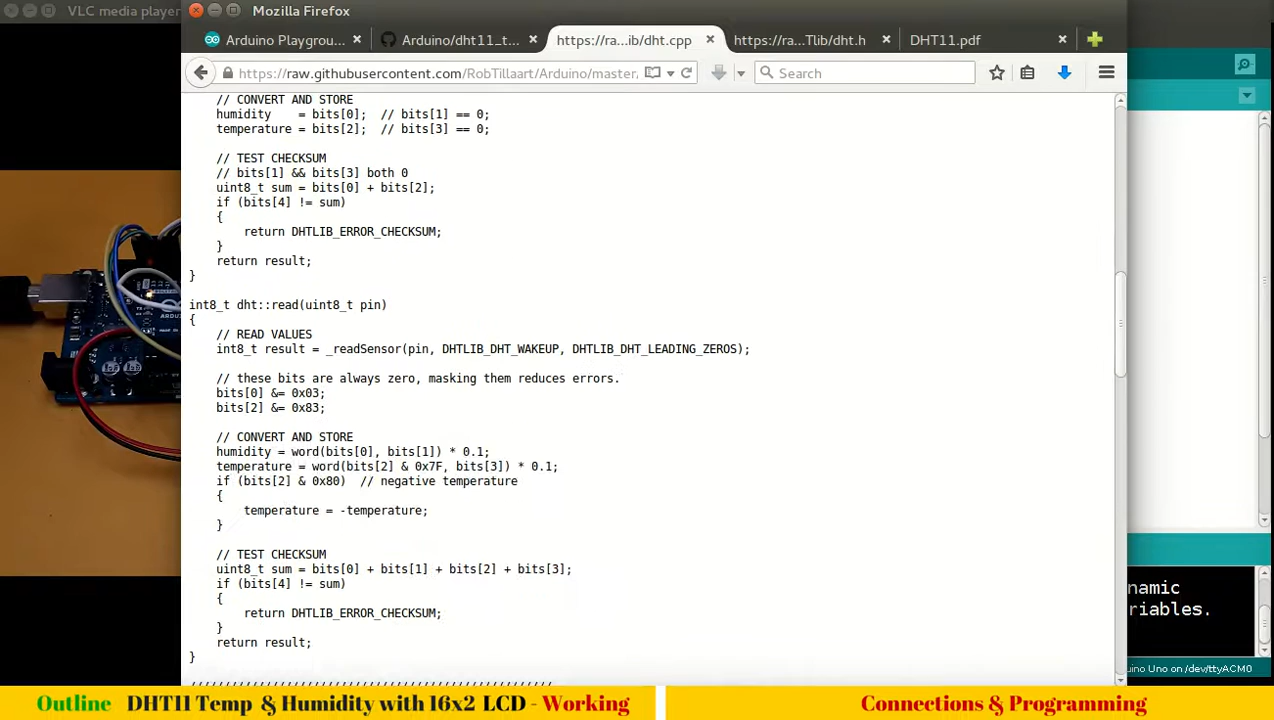 VLC media player
Mozilla Firefox
Arduino Playgrou...
Arduino/dht11_t...
https://ra...ib/dht.cpp
https://ra...Tlib/dht.h
DHT11.pdf
https://raw.githubusercontent.com/RobTillaart/Arduino/master/
Search
// CONVERT AND STORE
humidity    = bits[0];  // bits[1] == 0;
temperature = bits[2];  // bits[3] == 0;
// TEST CHECKSUM
// bits[1] && bits[3] both 0
uint8_t sum = bits[0] + bits[2];
if (bits[4] != sum)
{
return DHTLIB_ERROR_CHECKSUM;
}
return result;
}
int8_t dht::read(uint8_t pin)
{
// READ VALUES
int8_t result = _readSensor(pin, DHTLIB_DHT_WAKEUP, DHTLIB_DHT_LEADING_ZEROS);
// these bits are always zero, masking them reduces errors.
bits[0] &= 0x03;
bits[2] &= 0x83;
// CONVERT AND STORE
humidity = word(bits[0], bits[1]) * 0.1;
temperature = word(bits[2] & 0x7F, bits[3]) * 0.1;
if (bits[2] & 0x80)  // negative temperature
{
temperature = -temperature;
}
// TEST CHECKSUM
uint8_t sum = bits[0] + bits[1] + bits[2] + bits[3];
if (bits[4] != sum)
{
return DHTLIB_ERROR_CHECKSUM;
}
return result;
}
namic
riables.
uino Uno on /dev/ttyACM0
Outline DHT11 Temp & Humidity with 16x2 LCD - Working
Connections & Programming